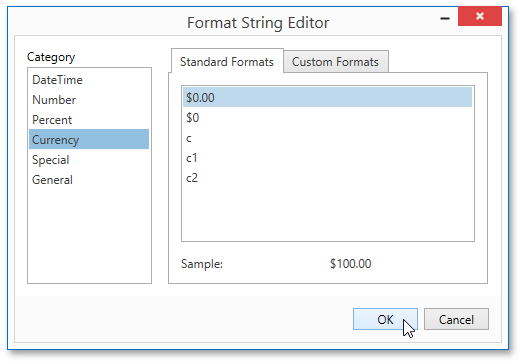 Format String Editor
Category
DateTime
Number
Percent
Currency
Special
General
Standard Formats
Custom Formats
$0.00
$0
c
c1
c2
Sample: $100.00
OK
Cancel